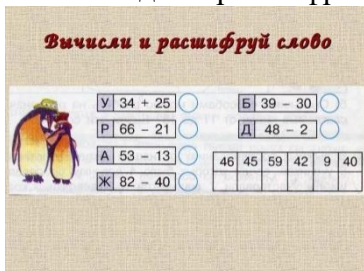 Вычисли и расшифруй слово
У 34 + 25 Б 39 – 30
Р 66 – 21 Д 48 – 2
А 53 – 13
Ж 82 – 40
46 45 59 42 9 40